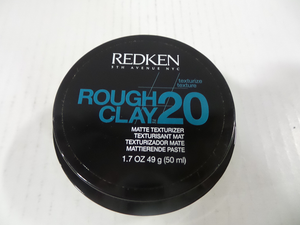 REDKEN
5TH AVENUE NYC
texturize
texture
ROUGH
CLAY 20
MATTE TEXTURIZER
TEXTURISANT MAT
TEXTURIZADOR MATE
MATTIERENDE PASTE
1.7 OZ 49 g (50 ml)